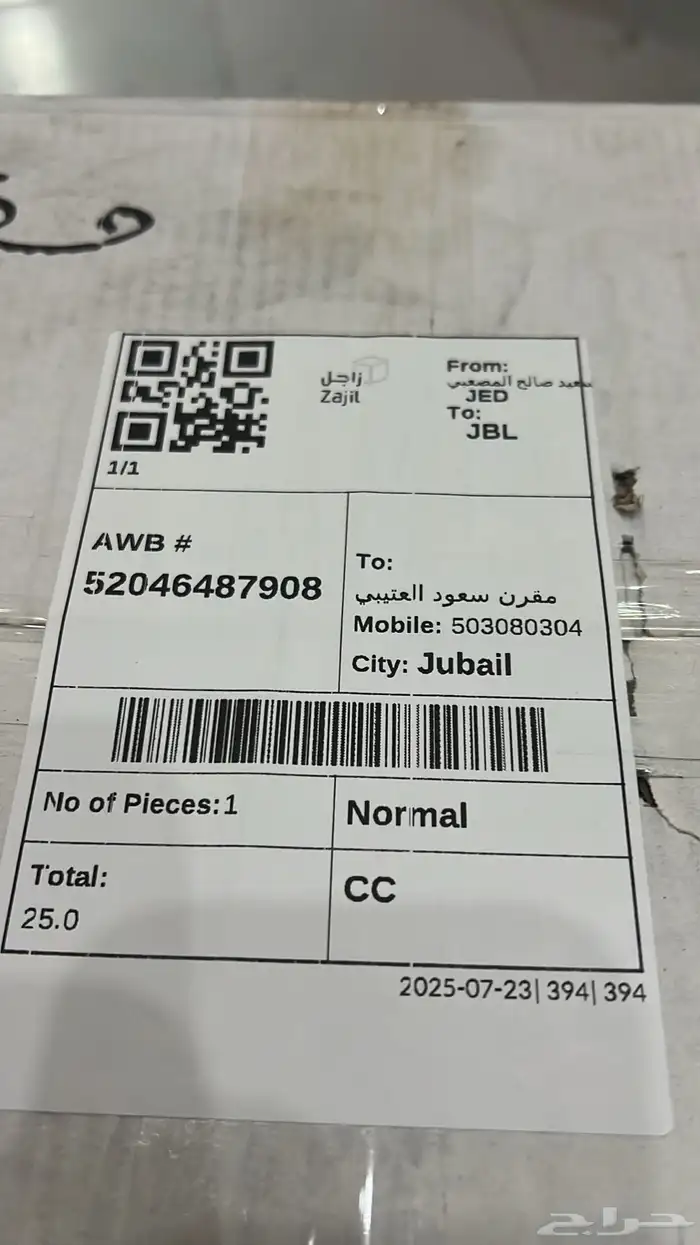 زاجل
Zajil
From:
سعيد صالح المصعبي
JED
To:
JBL
1/1
AWB #
52046487908
To:
مقرن سعود العتيبي
Mobile: 503080304
City: Jubail
No of Pieces:1
Normal
Total:
25.0
CC
2025-07-23| 394| 394
حراج